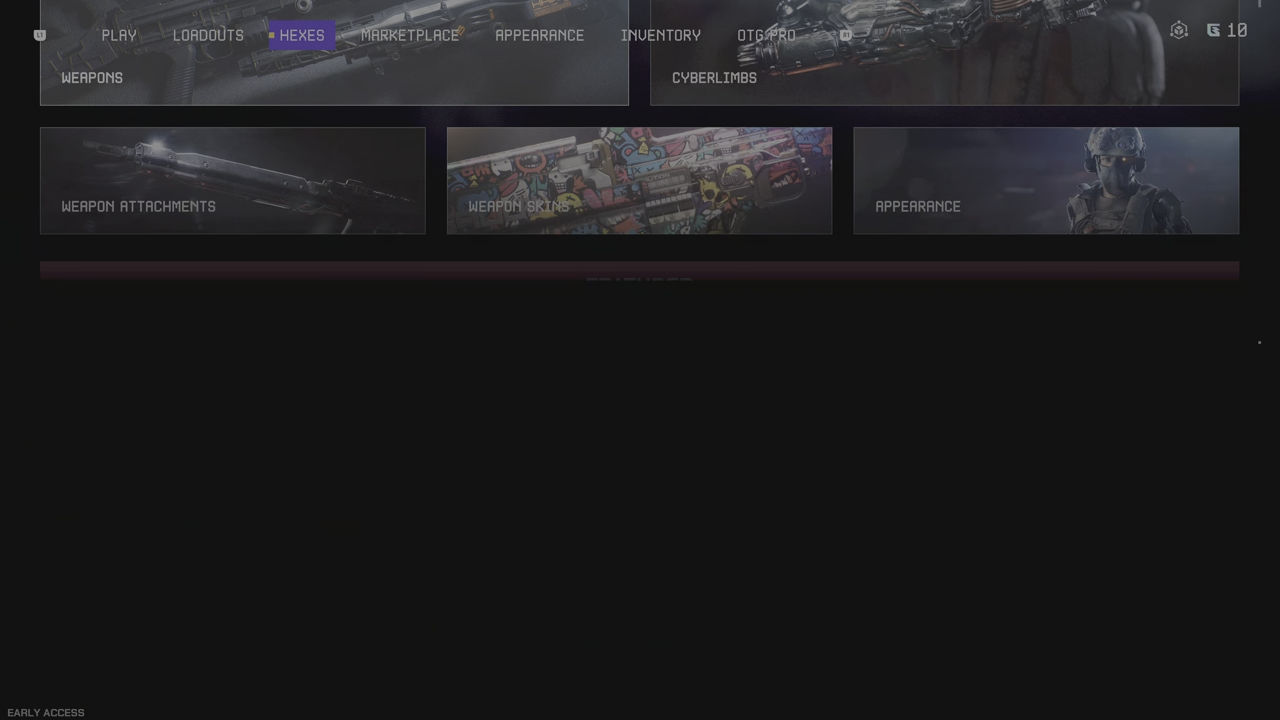 PLAY LOADOUTS HEXES MARKETPLACE APPEARANCE INVENTORY OTG PRO 10
WEAPONS CYBERLIMBS
WEAPON ATTACHMENTS WEAPON SKINS APPEARANCE
EARLY ACCESS